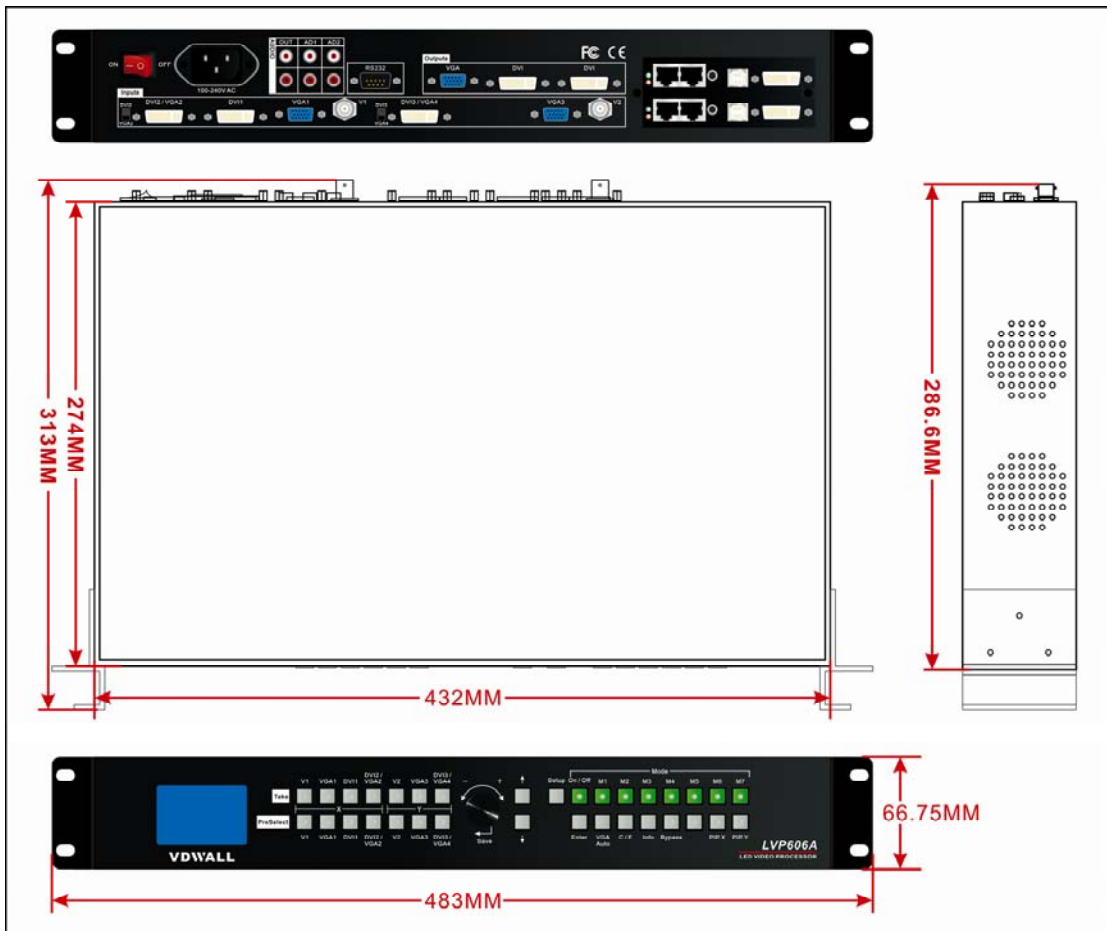 ON OFF
100-240V AC
AUDIO
OUT AD1 AD2
RS232
Outputs
VGA DVI DVI
FC CE
Inputs
DVI2 VGA2
DVI2 / VGA2 DVI1 VGA1 V1
DVI3 VGA4
DVI3 / VGA4 VGA3 V2
313MM
274MM
432MM
286.6MM
Mode
V1 VGA1 DVI1 DVI2 / VGA2 V2 VGA3 DVI3 / VGA4
- +
Setup On / Off M1 M2 M3 M4 M5 M6 M7
Take
X Y
PreSelect
V1 VGA1 DVI1 DVI2 / VGA2 V2 VGA3 DVI3 / VGA4
Save
Enter VGA Auto Info Bypass PIP X PIP Y
VDWALL
LVP606A
LED VIDEO PROCESSOR
66.75MM
483MM